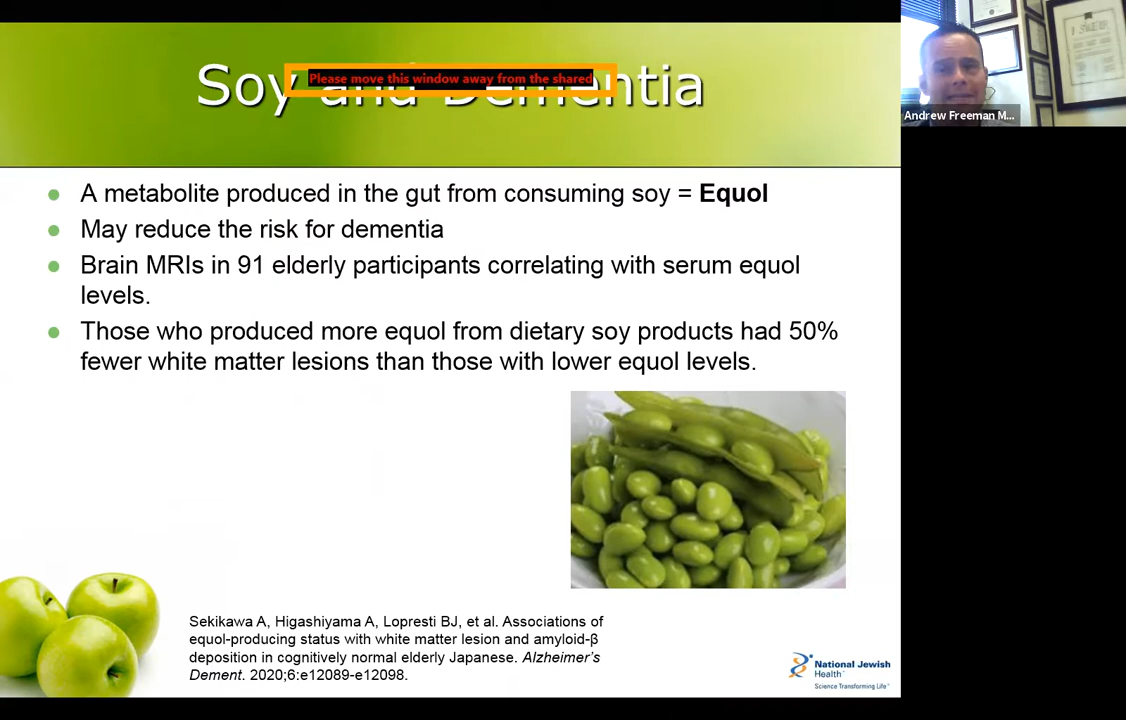 Soy and Dementia
Please move this window away from the shared
Andrew Freeman M...
A metabolite produced in the gut from consuming soy = Equol
May reduce the risk for dementia
Brain MRIs in 91 elderly participants correlating with serum equol
levels.
Those who produced more equol from dietary soy products had 50%
fewer white matter lesions than those with lower equol levels.
Sekikawa A, Higashiyama A, Lopresti BJ, et al. Associations of
equol-producing status with white matter lesion and amyloid-β
deposition in cognitively normal elderly Japanese. Alzheimer's
Dement. 2020;6:e12089-e12098.
National Jewish
Health™
Science Transforming Life®